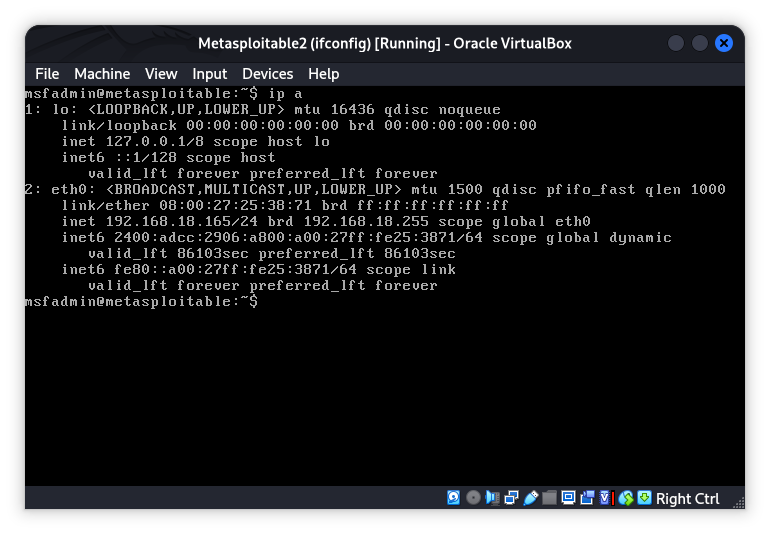 Metasploitable2 (ifconfig) [Running] - Oracle VirtualBox
File Machine View Input Devices Help
msfadmin@metasploitable:~$ ip a
1: lo: <LOOPBACK,UP,LOWER_UP> mtu 16436 qdisc noqueue
    link/loopback 00:00:00:00:00:00 brd 00:00:00:00:00:00
    inet 127.0.0.1/8 scope host lo
    inet6 ::1/128 scope host
       valid_lft forever preferred_lft forever
2: eth0: <BROADCAST,MULTICAST,UP,LOWER_UP> mtu 1500 qdisc pfifo_fast qlen 1000
    link/ether 08:00:27:25:38:71 brd ff:ff:ff:ff:ff:ff
    inet 192.168.18.165/24 brd 192.168.18.255 scope global eth0
    inet6 2400:adcc:2906:a800:a00:27ff:fe25:3871/64 scope global dynamic
       valid_lft 86103sec preferred_lft 86103sec
    inet6 fe80::a00:27ff:fe25:3871/64 scope link
       valid_lft forever preferred_lft forever
msfadmin@metasploitable:~$
Right Ctrl